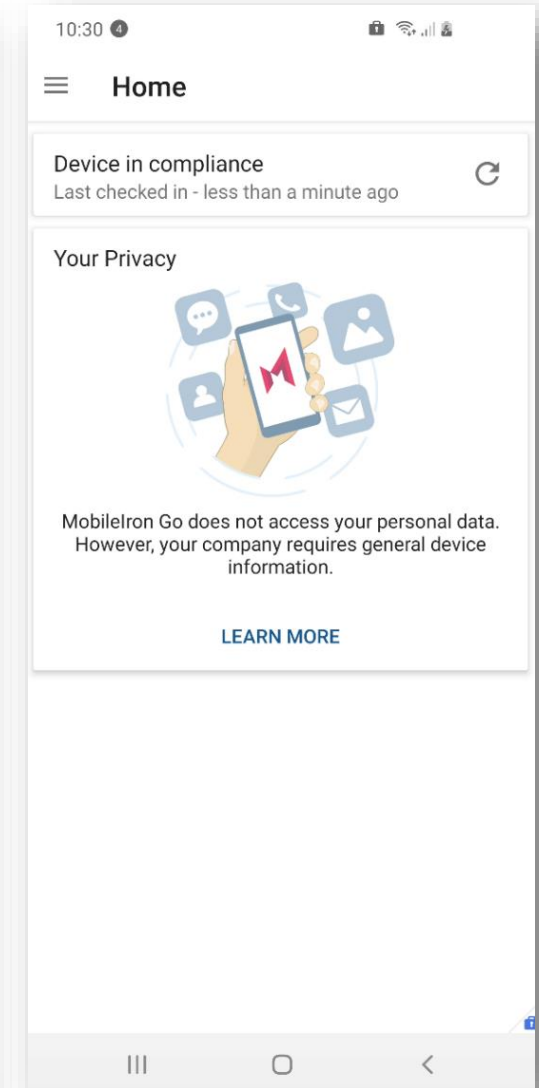 10:30 4
Home
Device in compliance
Last checked in - less than a minute ago
Your Privacy
MobileIron Go does not access your personal data.
However, your company requires general device
information.
LEARN MORE